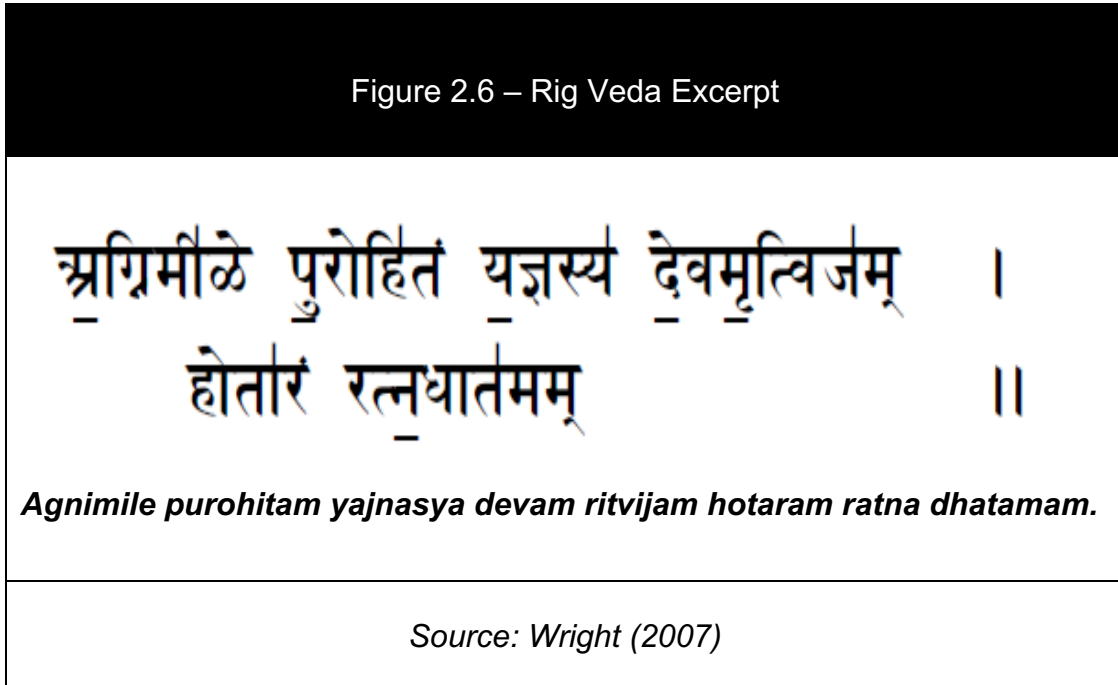 Figure 2.6 – Rig Veda Excerpt
अ॒ग्निमी॑ळे पु॒रोहि॑तं य॒ज्ञस्य॑ दे॒वमृ॒त्विज॑म् ।
होता॑रं रत्न॒धात॑मम् ॥
Agnimile purohitam yajnasya devam ritvijam hotaram ratna dhatamam.
Source: Wright (2007)